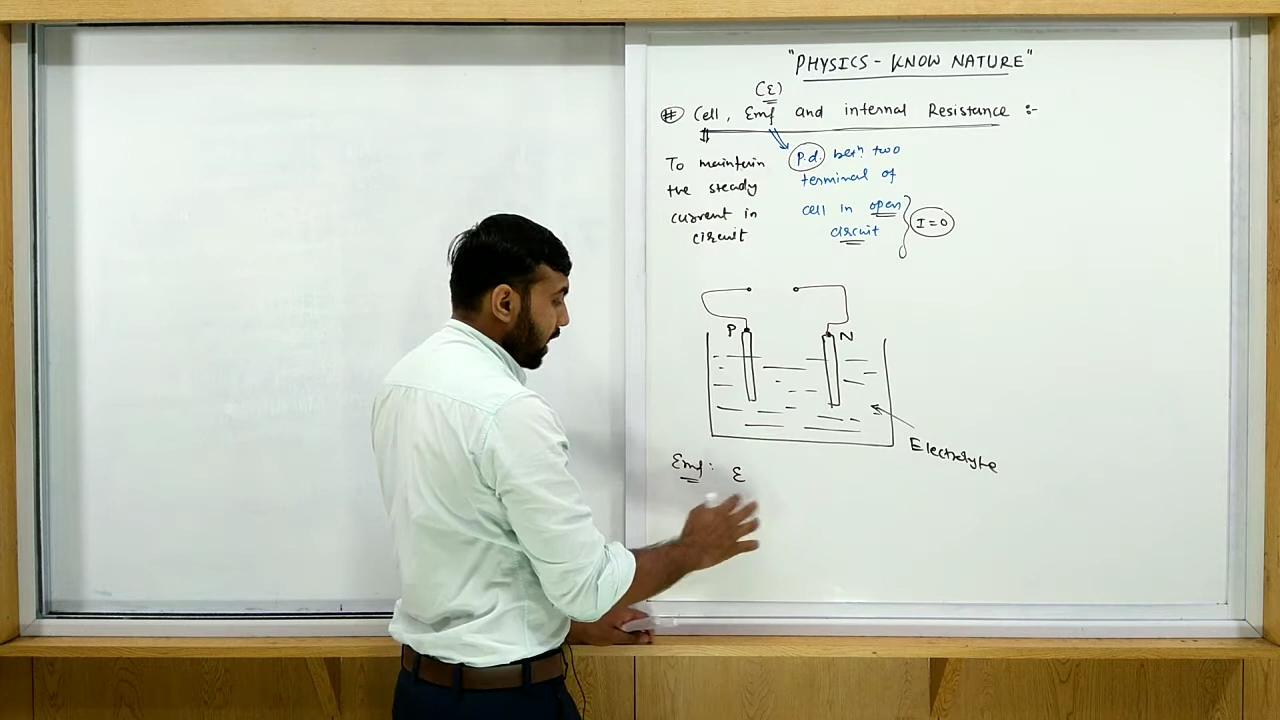 "PHYSICS - KNOW NATURE"
(ε)
# Cell, Emf and internal Resistance :-
To maintain
the steady
current in
circuit
P.d. betn two
terminal of
cell in open
circuit
I = 0
P
N
Electrolyte
Emf: ε